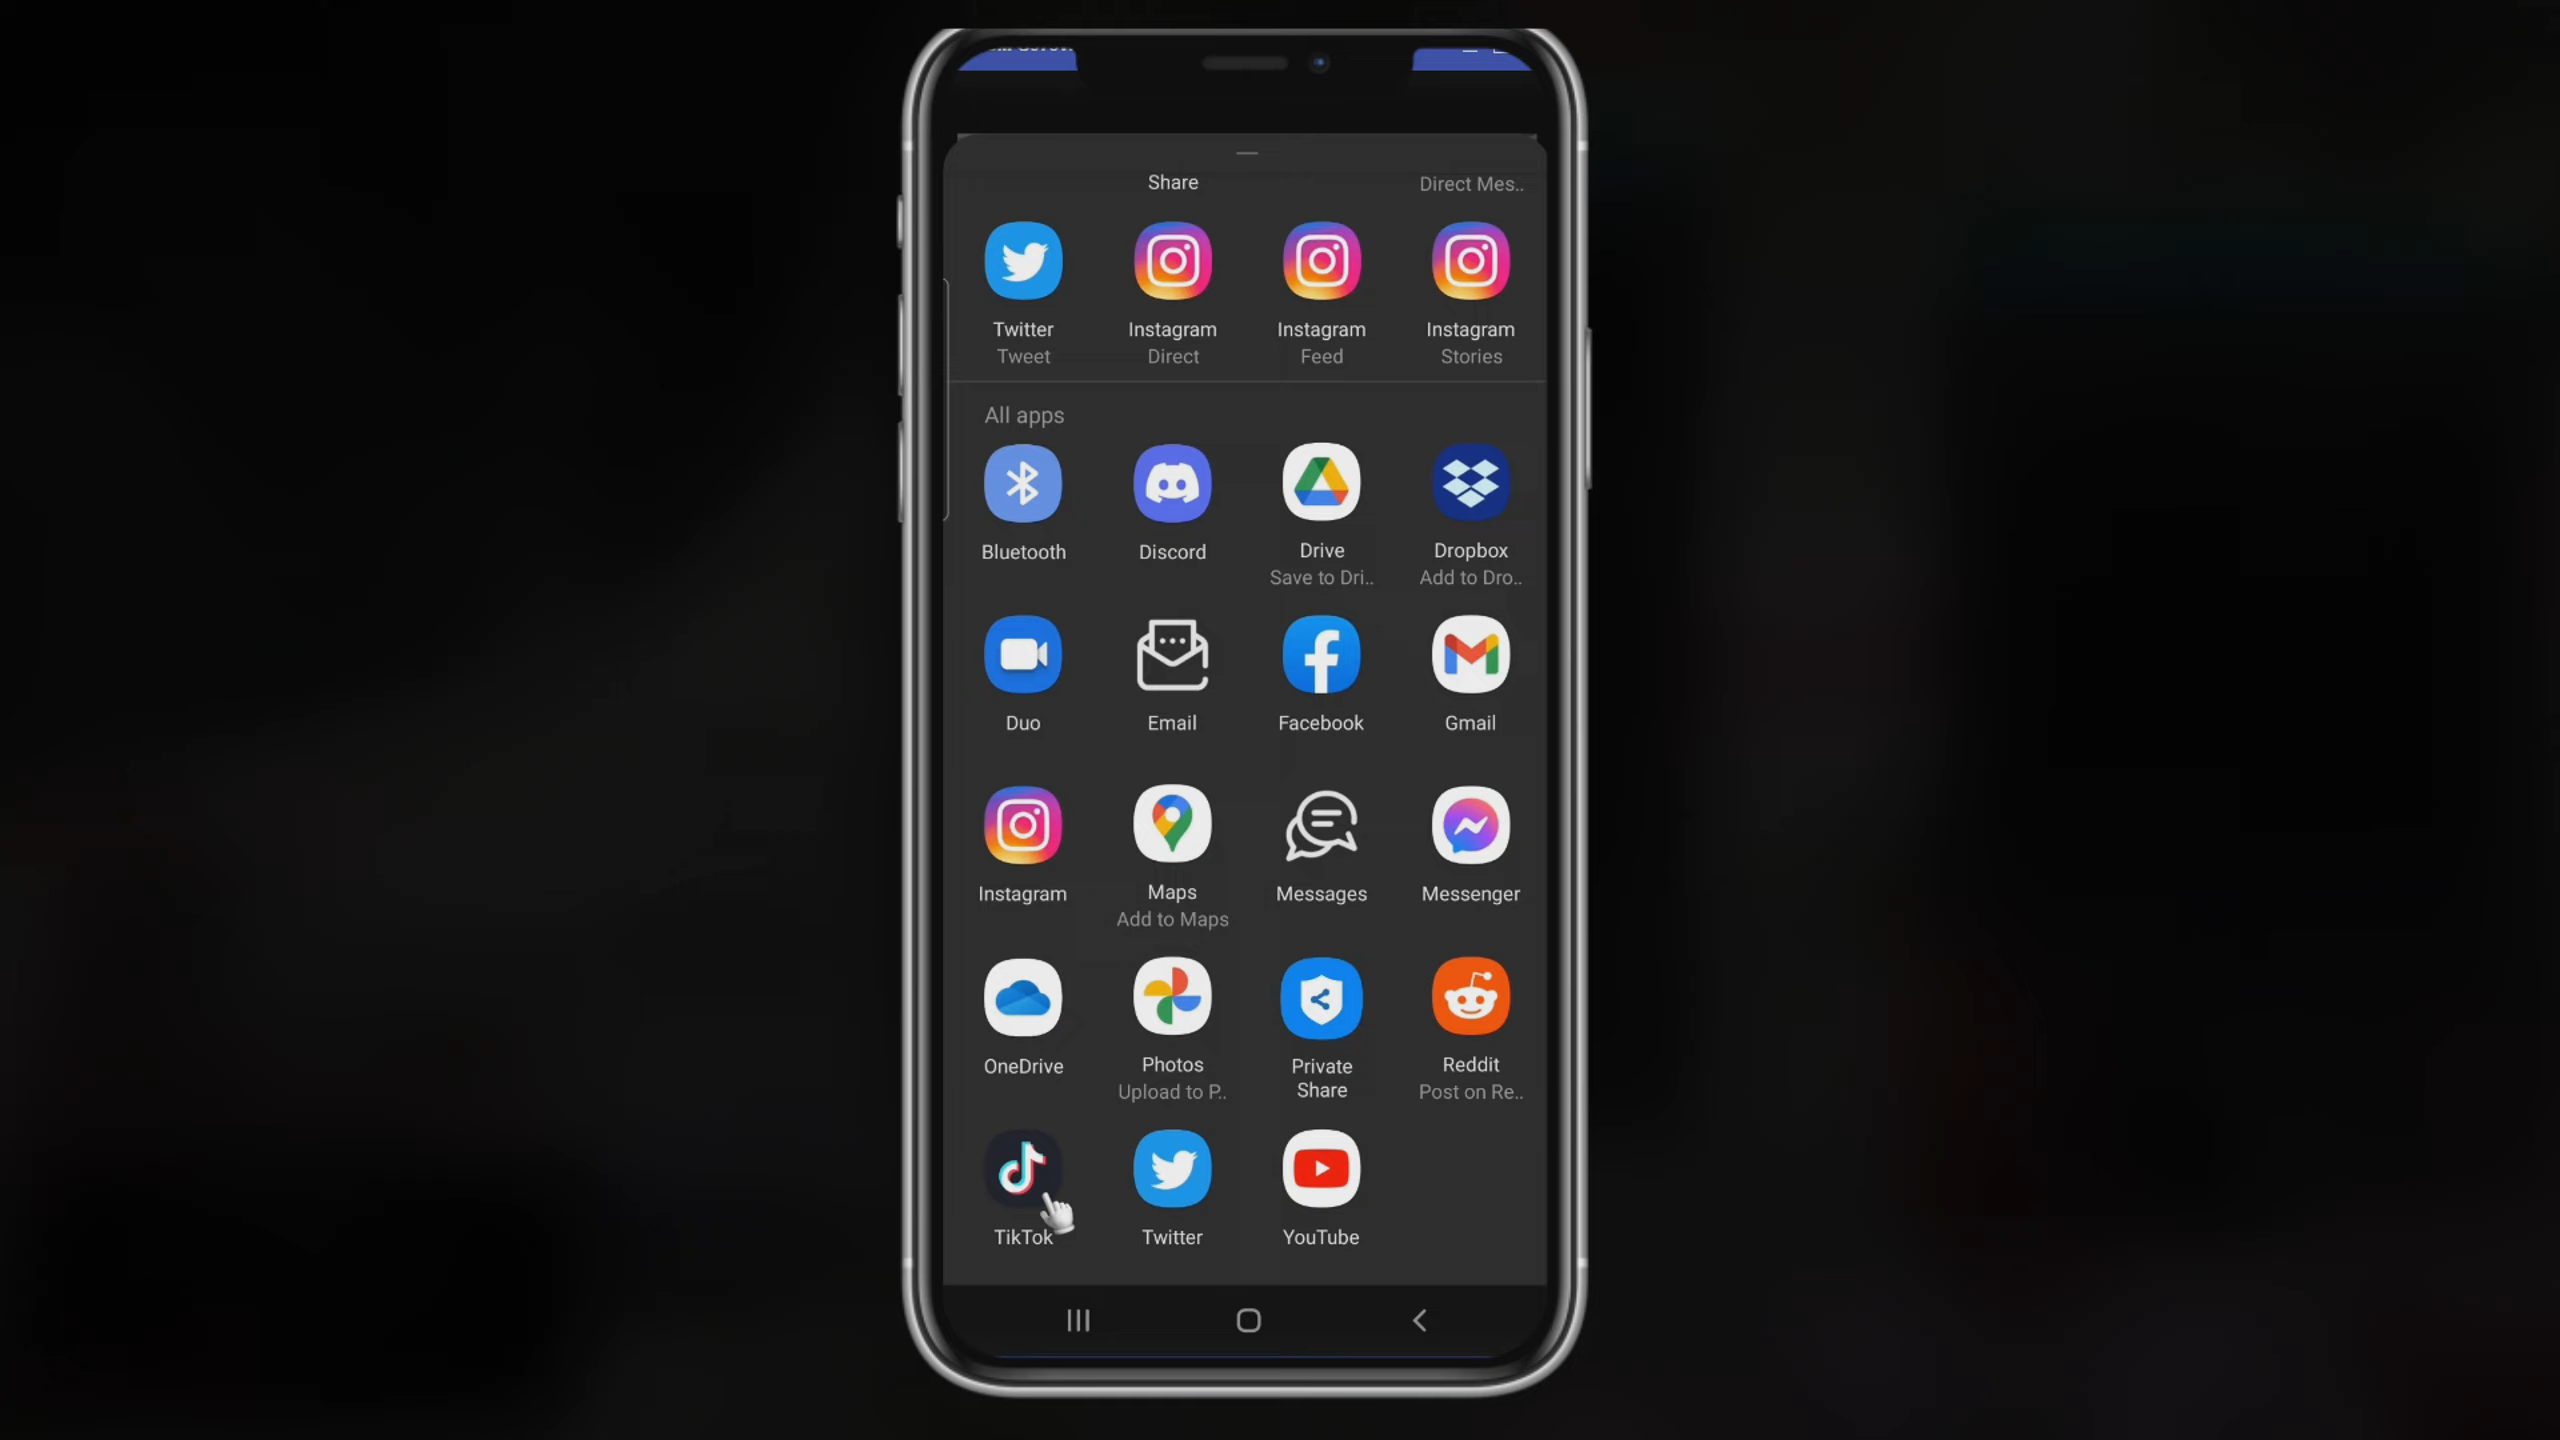 Share Direct Mes..
Twitter Instagram Instagram Instagram
Tweet Direct Feed Stories
All apps
Bluetooth Discord Drive Dropbox
Save to Dri.. Add to Dro..
Duo Email Facebook Gmail
Instagram Maps Messages Messenger
Add to Maps
OneDrive Photos Private Share Reddit
Upload to P.. Post on Re..
TikTok Twitter YouTube